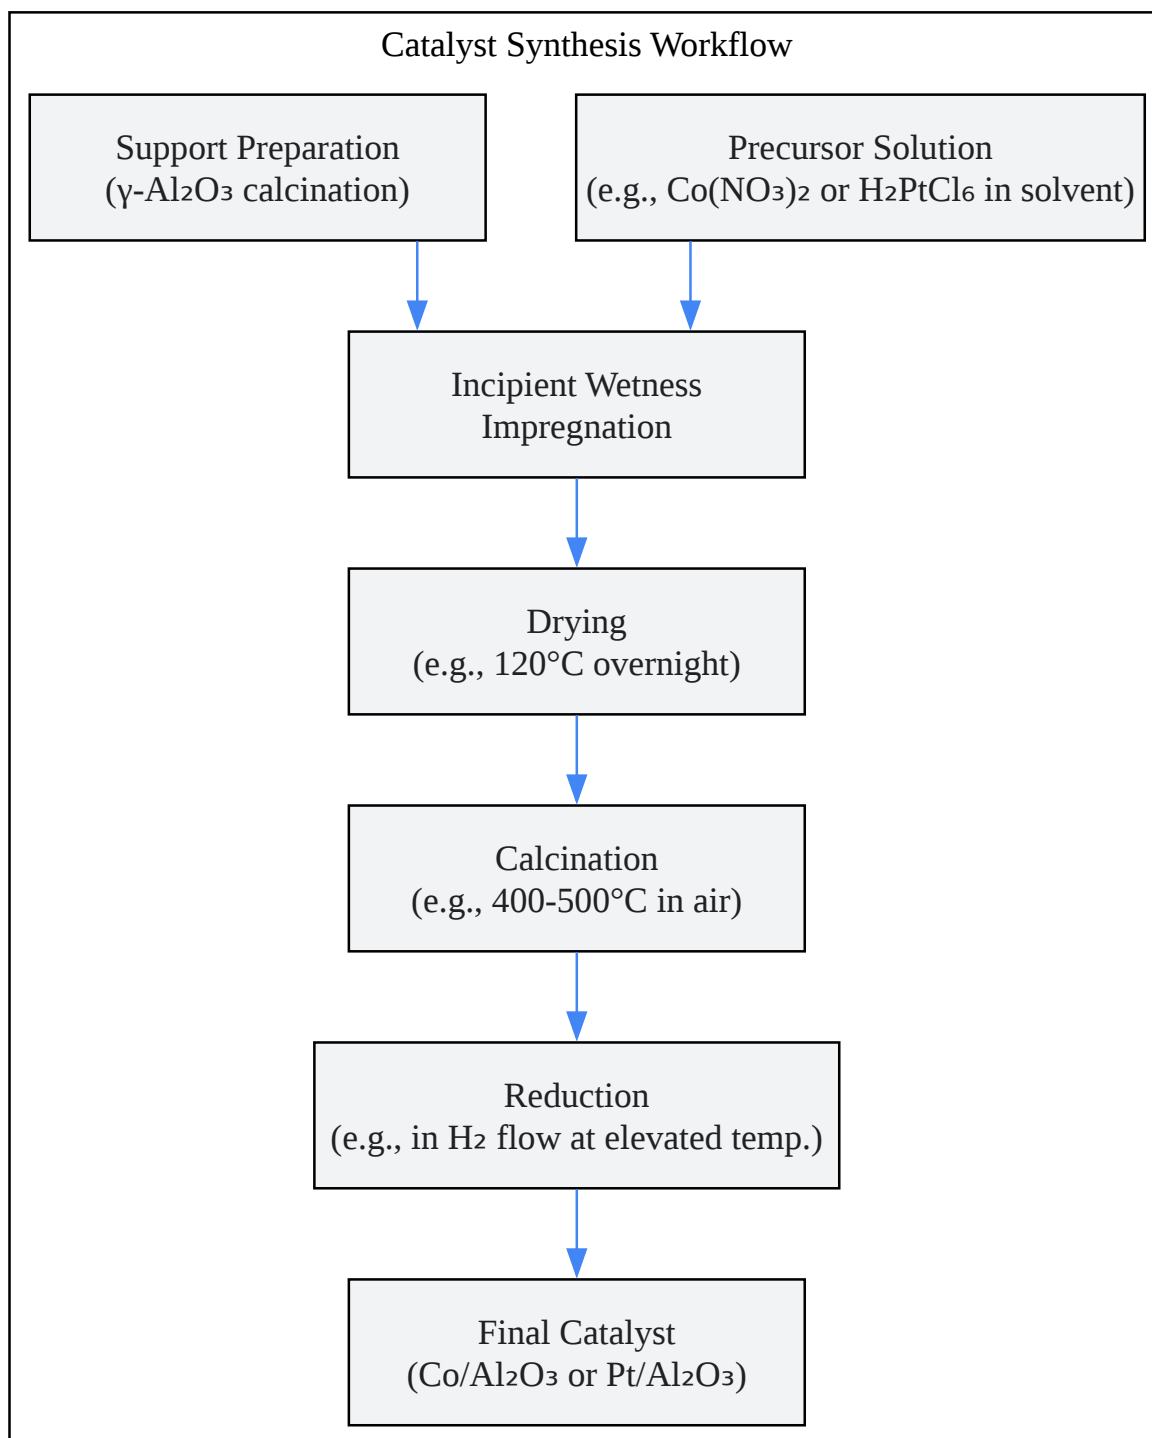 Catalyst Synthesis Workflow
Support Preparation
(γ-Al₂O₃ calcination)
Precursor Solution
(e.g., Co(NO₃)₂ or H₂PtCl₆ in solvent)
Incipient Wetness
Impregnation
Drying
(e.g., 120°C overnight)
Calcination
(e.g., 400-500°C in air)
Reduction
(e.g., in H₂ flow at elevated temp.)
Final Catalyst
(Co/Al₂O₃ or Pt/Al₂O₃)